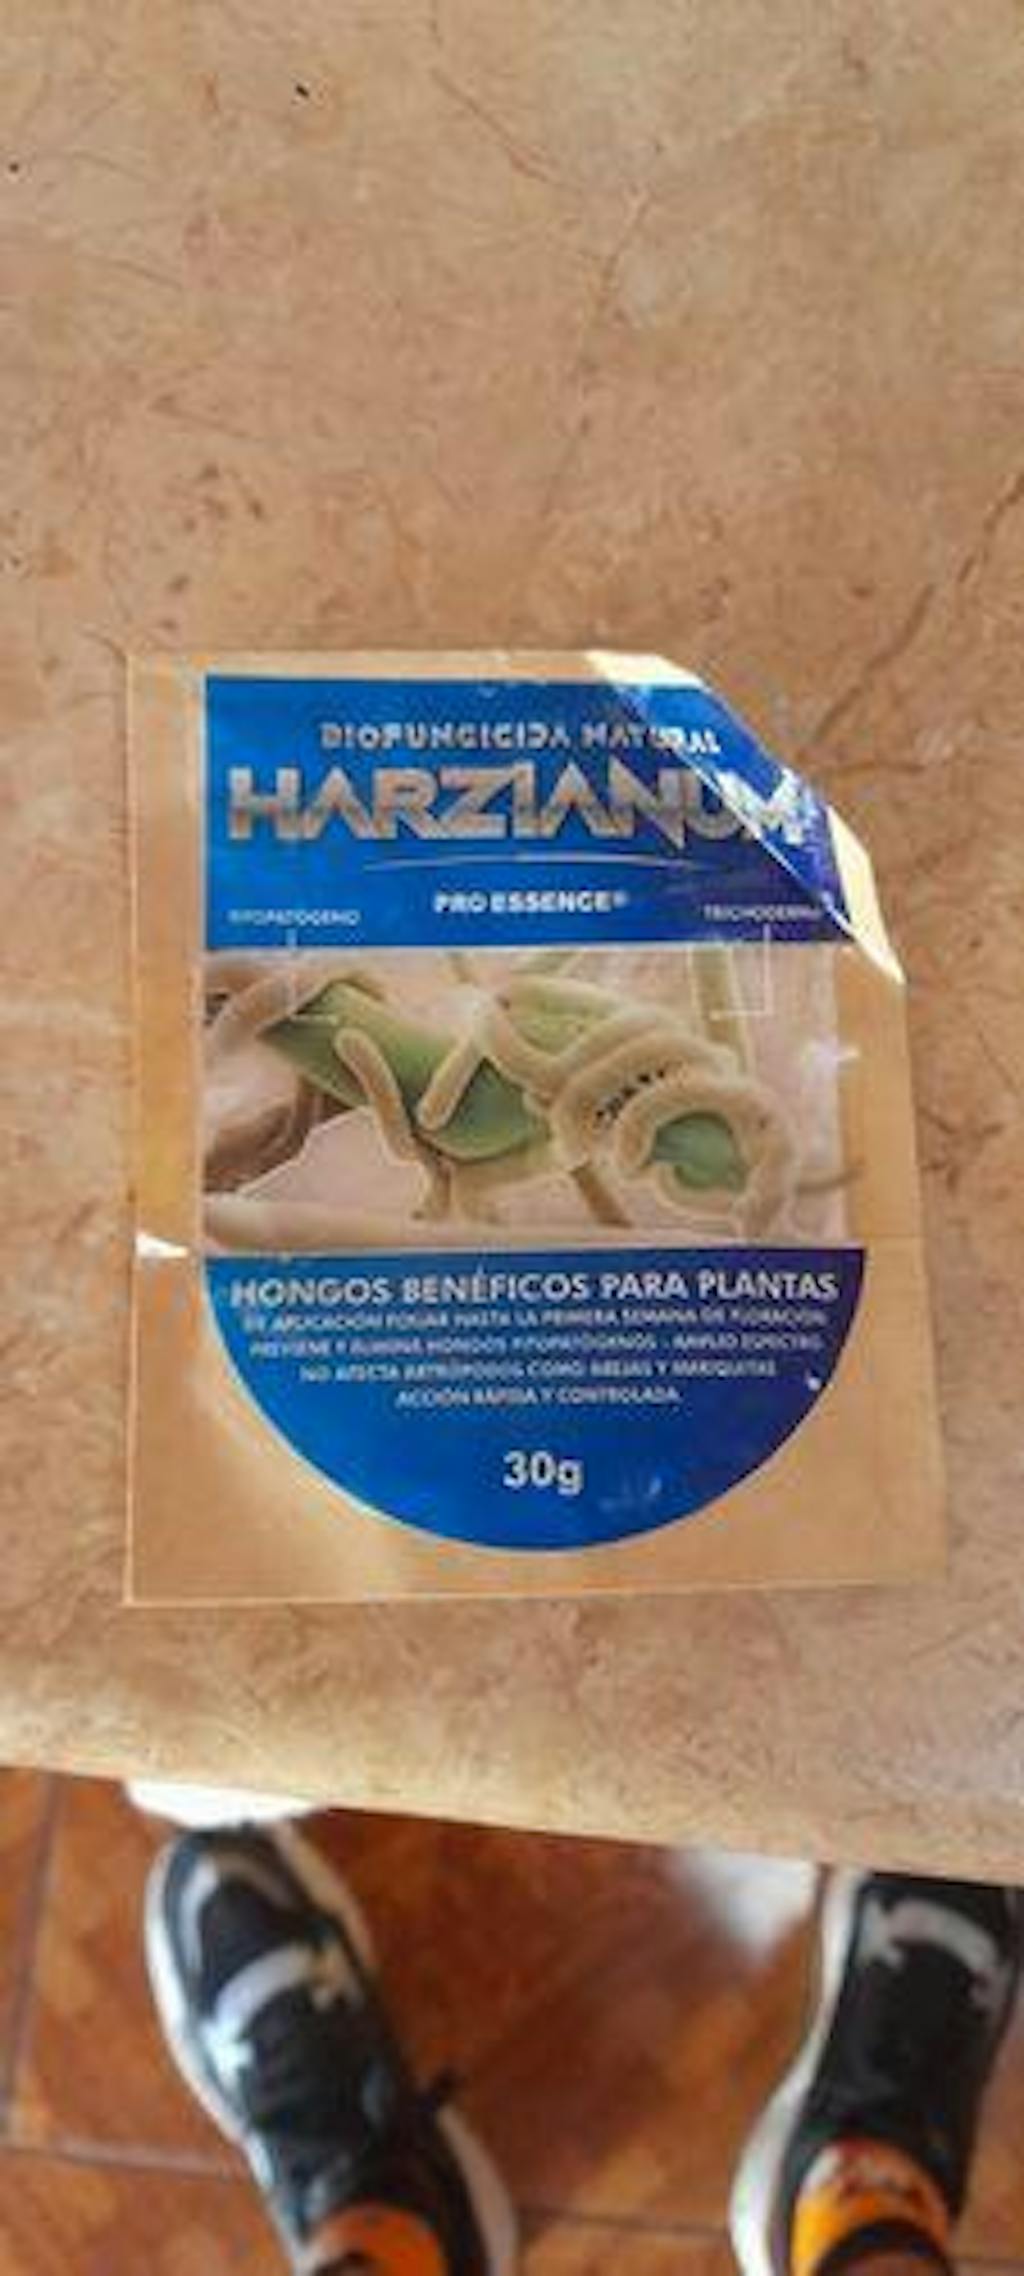 BIOFUNGICIDA NATURAL
HARZIANUM
PRO ESSENCE®
FITOPATOGENO
TRICHODERMA
HONGOS BENÉFICOS PARA PLANTAS
DE APLICACIÓN FOLIAR HASTA LA PRIMERA SEMANA DE FLORACIÓN
PREVIENE Y ELIMINA HONGOS FITOPATÓGENOS - AMPLIO ESPECTRO
NO AFECTA ARTRÓPODOS COMO ABEJAS Y MARIQUITAS
ACCIÓN RÁPIDA Y CONTROLADA
30g